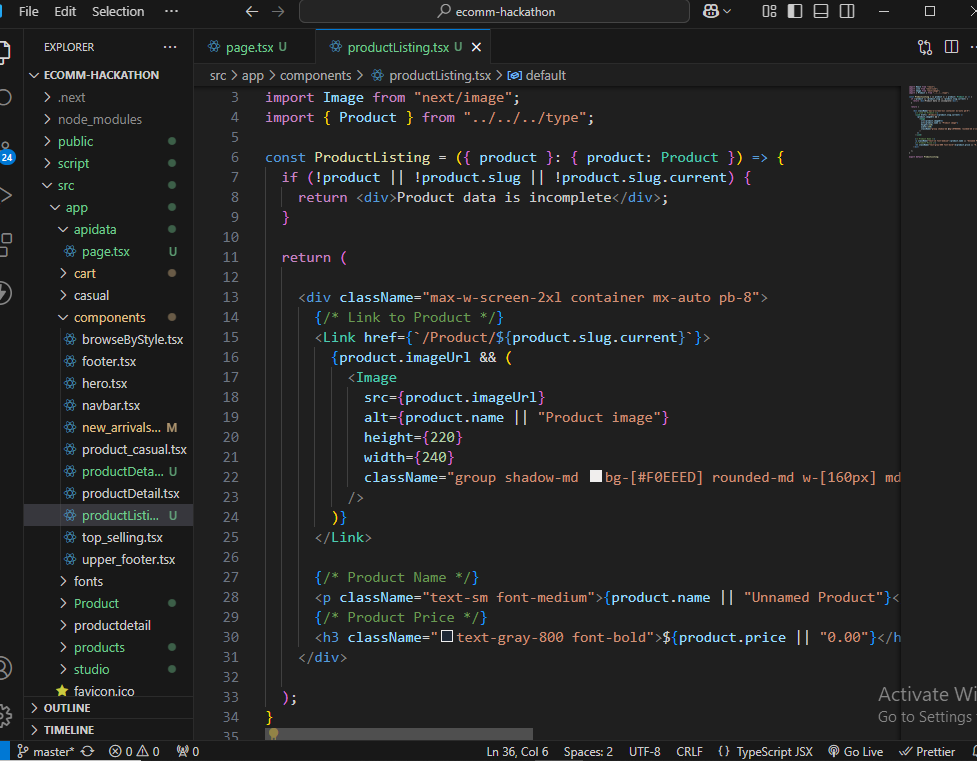 File Edit Selection ··· ecomm-hackathon
EXPLORER ···
page.tsx U
productListing.tsx U
src > app > components > productListing.tsx > default
ECOMM-HACKATHON
.next
node_modules
public
script
src
app
apidata
page.tsx U
cart
casual
components
browseByStyle.tsx
footer.tsx
hero.tsx
navbar.tsx
new_arrivals... M
product_casual.tsx
productDeta... U
productDetail.tsx
productListi... U
top_selling.tsx
upper_footer.tsx
fonts
Product
productdetail
products
studio
favicon.ico
OUTLINE
TIMELINE
24
3 import Image from "next/image";
4 import { Product } from "../../../type";
5
6 const ProductListing = ({ product }: { product: Product }) => {
7 if (!product || !product.slug || !product.slug.current) {
8 return <div>Product data is incomplete</div>;
9 }
10
11 return (
12
13 <div className="max-w-screen-2xl container mx-auto pb-8">
14 {/* Link to Product */}
15 <Link href={`/Product/${product.slug.current}`}>
16 {product.imageUrl && (
17 <Image
18 src={product.imageUrl}
19 alt={product.name || "Product image"}
20 height={220}
21 width={240}
22 className="group shadow-md bg-[#F0EEED] rounded-md w-[160px] md
23 />
24 )}
25 </Link>
26
27 {/* Product Name */}
28 <p className="text-sm font-medium">{product.name || "Unnamed Product"}<
29 {/* Product Price */}
30 <h3 className="text-gray-800 font-bold">${product.price || "0.00"}</h
31 </div>
32
33 );
34 }
35
Activate Wi
Go to Settings
master* 0 0 0 Ln 36, Col 6 Spaces: 2 UTF-8 CRLF {} TypeScript JSX Go Live Prettier